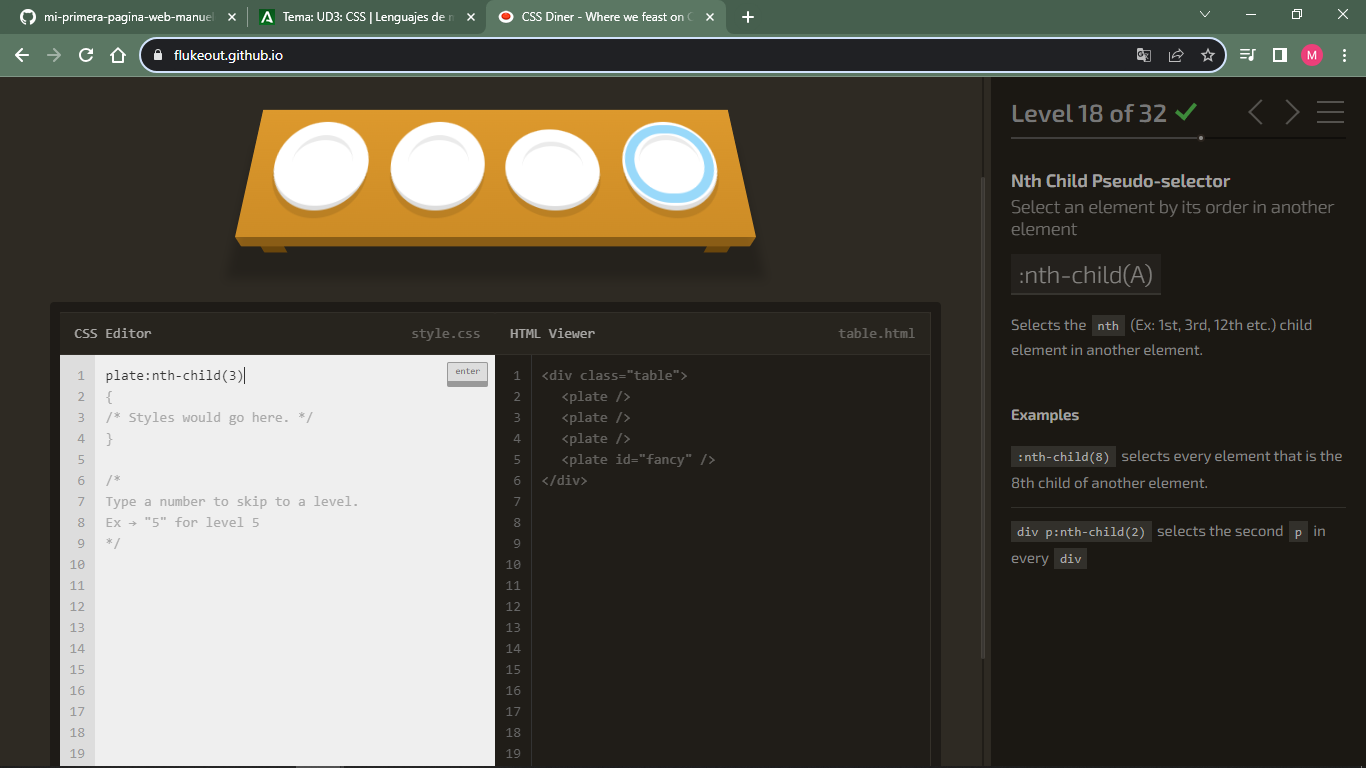 mi-primera-pagina-web-manuel
Tema: UD3: CSS | Lenguajes de m
CSS Diner - Where we feast on C
flukeout.github.io
M
Level 18 of 32
Nth Child Pseudo-selector
Select an element by its order in another
element
:nth-child(A)
Selects the nth (Ex: 1st, 3rd, 12th etc.) child
element in another element.
Examples
:nth-child(8) selects every element that is the
8th child of another element.
div p:nth-child(2) selects the second p in
every div
CSS Editor style.css
1 plate:nth-child(3) enter
2 {
3 /* Styles would go here. */
4 }
5
6 /*
7 Type a number to skip to a level.
8 Ex → "5" for level 5
9 */
10
11
12
13
14
15
16
17
18
19
HTML Viewer table.html
1 <div class="table">
2 <plate />
3 <plate />
4 <plate />
5 <plate id="fancy" />
6 </div>
7
8
9
10
11
12
13
14
15
16
17
18
19